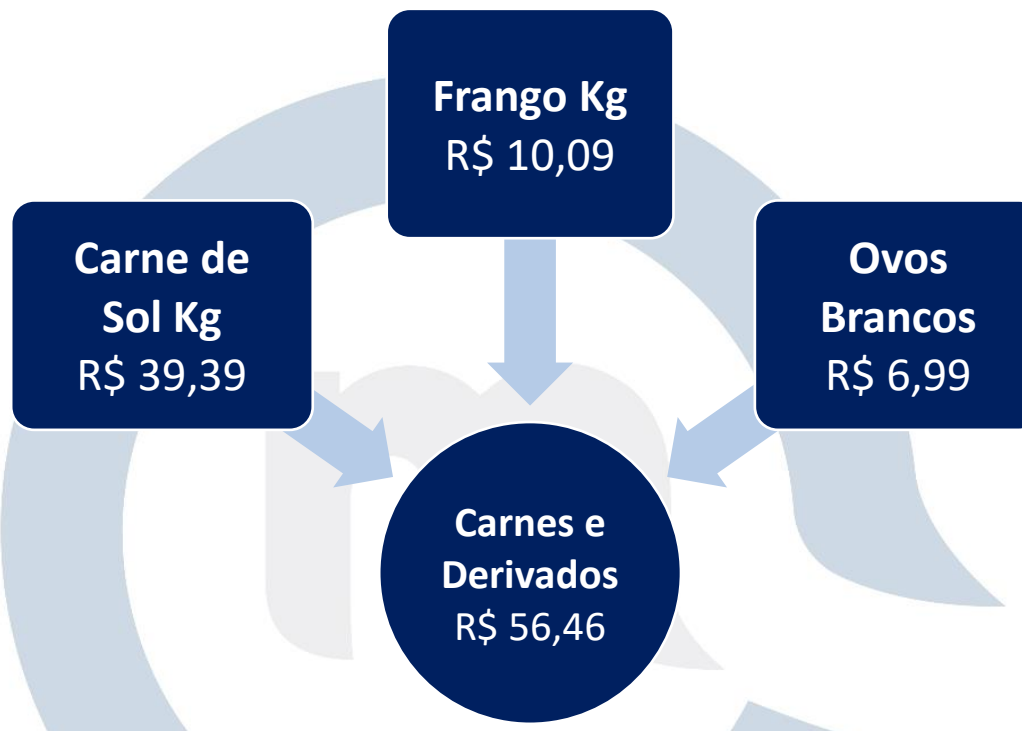 Frango Kg
R$ 10,09
Carne de
Sol Kg
R$ 39,39
Ovos
Brancos
R$ 6,99
Carnes e
Derivados
R$ 56,46